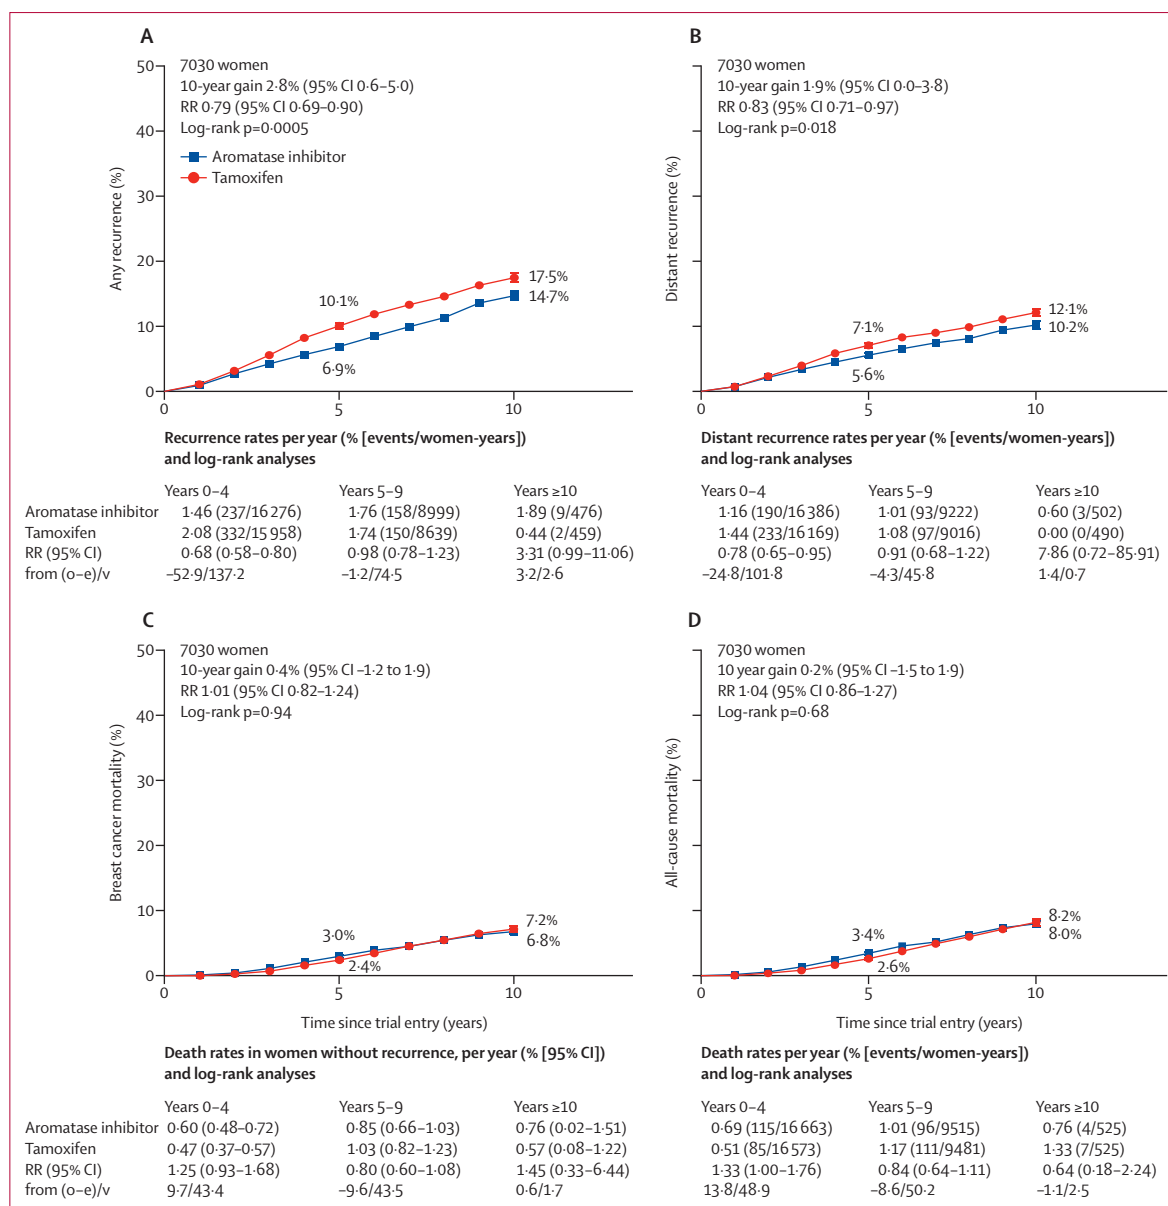 A
50
40
30
20
10
0
Any recurrence (%)
7030 women
10-year gain 2·8% (95% CI 0·6–5·0)
RR 0·79 (95% CI 0·69–0·90)
Log-rank p=0·0005
Aromatase inhibitor
Tamoxifen
10·1%
6·9%
17·5%
14·7%
0 5 10
B
Distant recurrence (%)
7030 women
10-year gain 1·9% (95% CI 0·0–3·8)
RR 0·83 (95% CI 0·71–0·97)
Log-rank p=0·018
7·1%
5·6%
12·1%
10·2%
0 5 10
Recurrence rates per year (% [events/women-years])
and log-rank analyses
Years 0–4 Years 5–9 Years ≥10
Aromatase inhibitor 1·46 (237/16 276) 1·76 (158/8999) 1·89 (9/476)
Tamoxifen 2·08 (332/15 958) 1·74 (150/8639) 0·44 (2/459)
RR (95% CI) 0·68 (0·58–0·80) 0·98 (0·78–1·23) 3·31 (0·99–11·06)
from (o–e)/v –52·9/137·2 –1·2/74·5 3·2/2·6
Distant recurrence rates per year (% [events/women-years])
and log-rank analyses
Years 0–4 Years 5–9 Years ≥10
1·16 (190/16 386) 1·01 (93/9222) 0·60 (3/502)
1·44 (233/16 169) 1·08 (97/9016) 0·00 (0/490)
0·78 (0·65–0·95) 0·91 (0·68–1·22) 7·86 (0·72–85·91)
–24·8/101·8 –4·3/45·8 1·4/0·7
C
50
40
30
20
10
0
Breast cancer mortality (%)
7030 women
10-year gain 0·4% (95% CI –1·2 to 1·9)
RR 1·01 (95% CI 0·82–1·24)
Log-rank p=0·94
3·0%
2·4%
7·2%
6·8%
0 5 10
Time since trial entry (years)
D
All-cause mortality (%)
7030 women
10 year gain 0·2% (95% CI –1·5 to 1·9)
RR 1·04 (95% CI 0·86–1·27)
Log-rank p=0·68
3·4%
2·6%
8·2%
8·0%
0 5 10
Time since trial entry (years)
Death rates in women without recurrence, per year (% [95% CI])
and log-rank analyses
Years 0–4 Years 5–9 Years ≥10
Aromatase inhibitor 0·60 (0·48–0·72) 0·85 (0·66–1·03) 0·76 (0·02–1·51)
Tamoxifen 0·47 (0·37–0·57) 1·03 (0·82–1·23) 0·57 (0·08–1·22)
RR (95% CI) 1·25 (0·93–1·68) 0·80 (0·60–1·08) 1·45 (0·33–6·44)
from (o–e)/v 9·7/43·4 –9·6/43·5 0·6/1·7
Death rates per year (% [events/women-years])
and log-rank analyses
Years 0–4 Years 5–9 Years ≥10
0·69 (115/16 663) 1·01 (96/9515) 0·76 (4/525)
0·51 (85/16 573) 1·17 (111/9481) 1·33 (7/525)
1·33 (1·00–1·76) 0·84 (0·64–1·11) 0·64 (0·18–2·24)
13·8/48·9 –8·6/50·2 –1·1/2·5